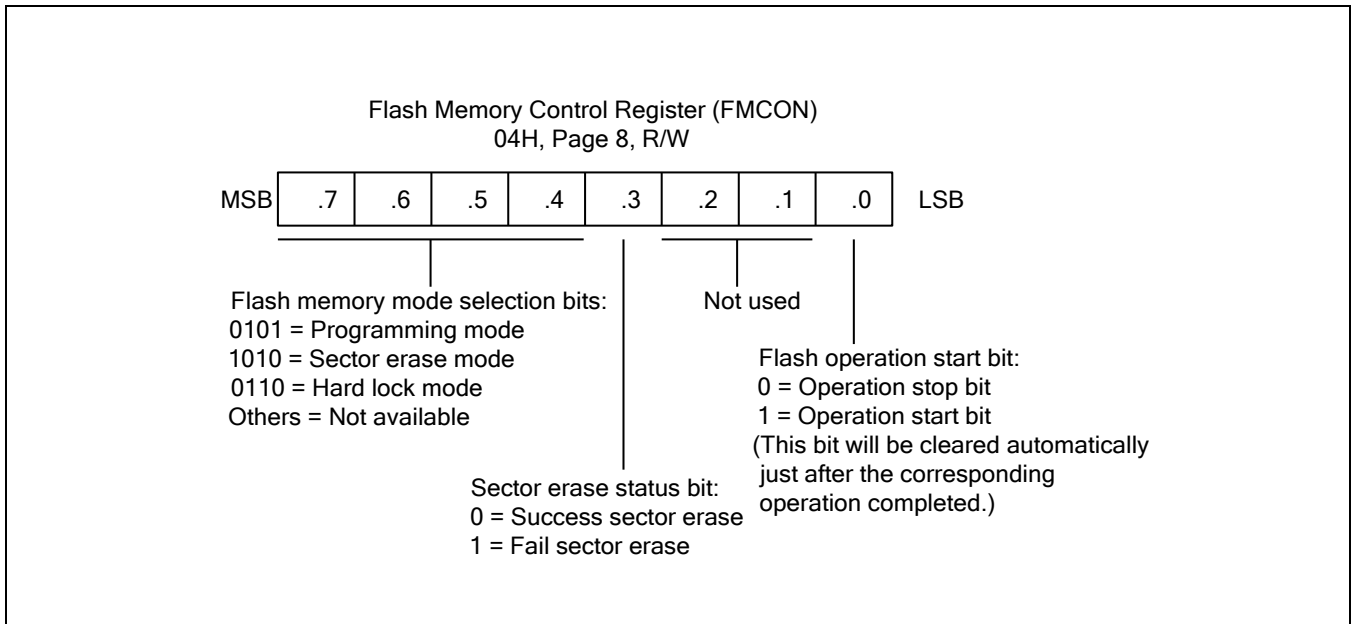 Flash Memory Control Register (FMCON)
04H, Page 8, R/W
MSB .7 .6 .5 .4 .3 .2 .1 .0 LSB
Flash memory mode selection bits:
0101 = Programming mode
1010 = Sector erase mode
0110 = Hard lock mode
Others = Not available
Not used
Flash operation start bit:
0 = Operation stop bit
1 = Operation start bit
(This bit will be cleared automatically
just after the corresponding
operation completed.)
Sector erase status bit:
0 = Success sector erase
1 = Fail sector erase